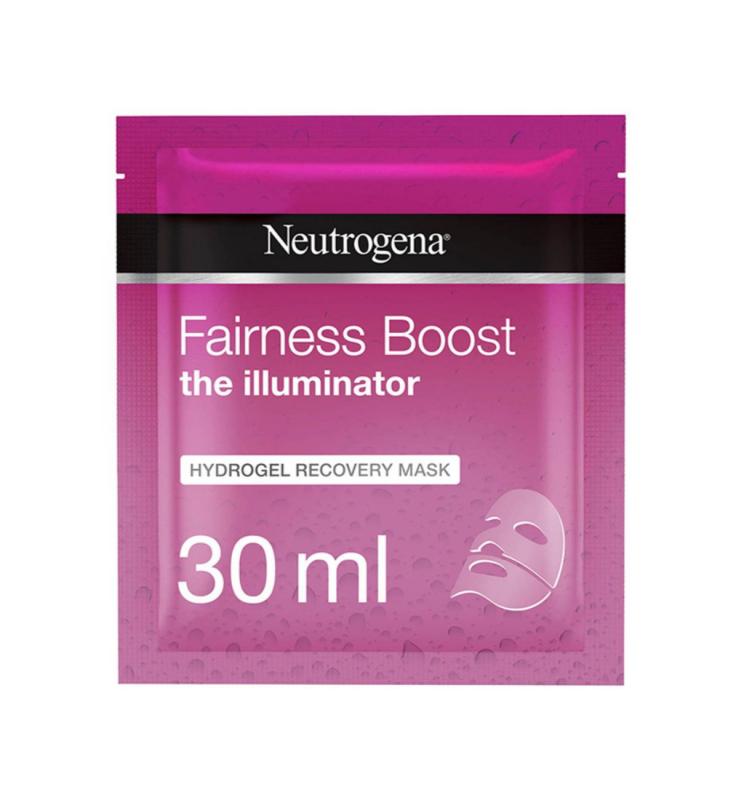 Neutrogena®
Fairness Boost
the illuminator
HYDROGEL RECOVERY MASK
30 ml